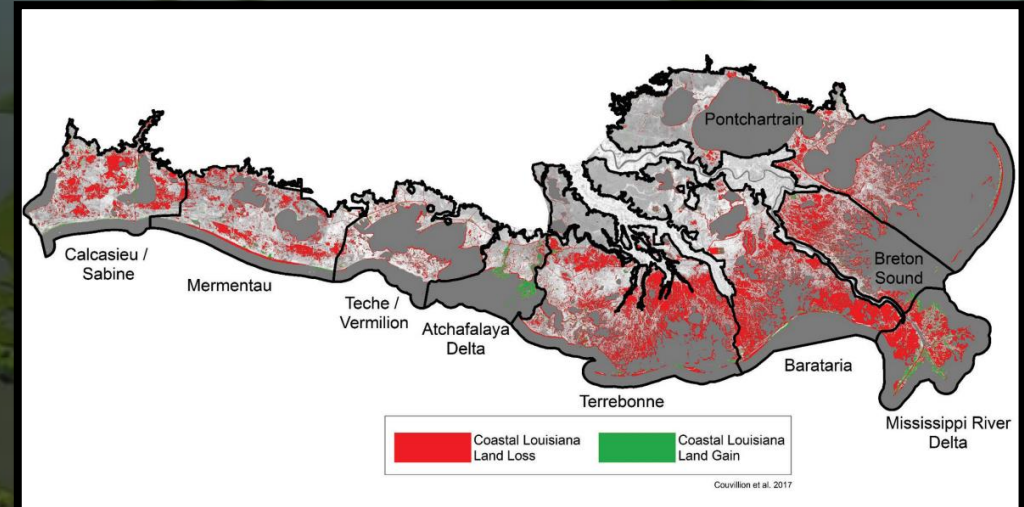 Pontchartrain
Calcasieu /
Sabine
Mermentau
Teche /
Vermilion
Atchafalaya
Delta
Terrebonne
Breton
Sound
Barataria
Mississippi River
Delta
Coastal Louisiana
Land Loss
Coastal Louisiana
Land Gain
Couvillion et al. 2017